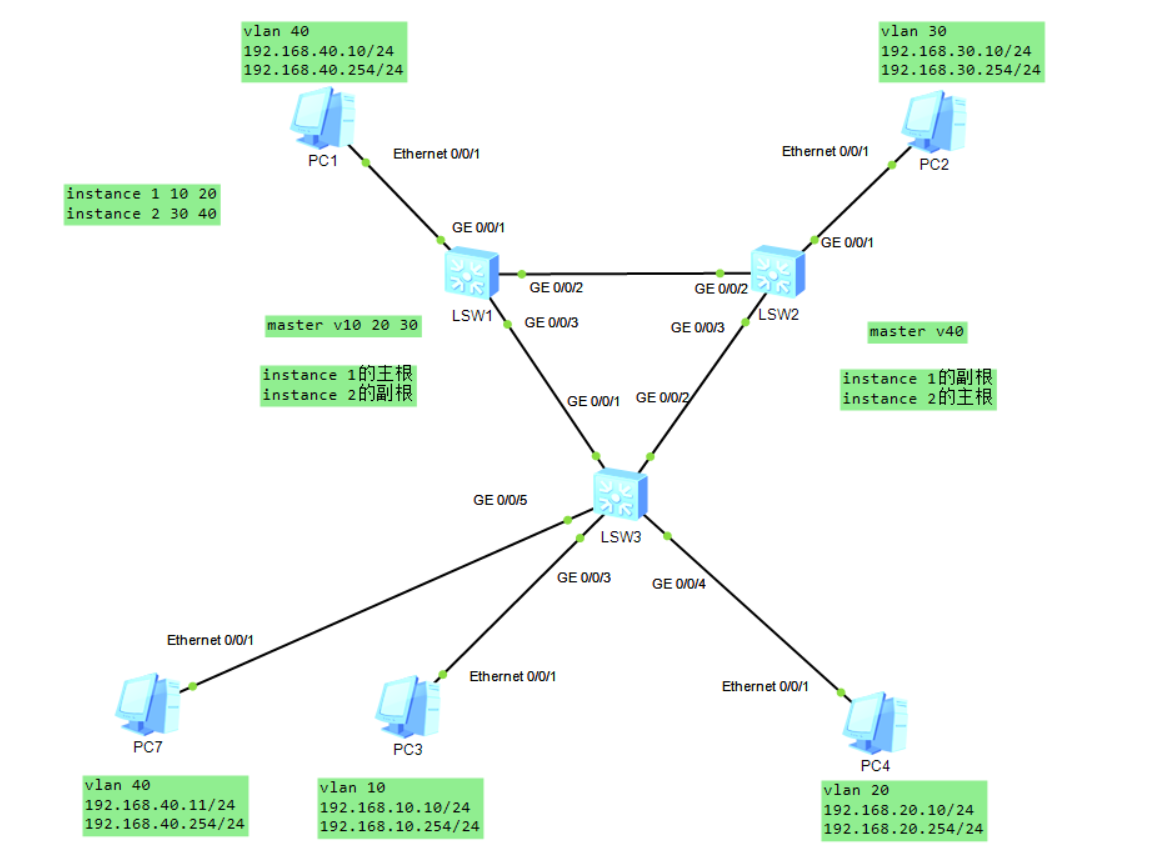 vlan 40
192.168.40.10/24
192.168.40.254/24
vlan 30
192.168.30.10/24
192.168.30.254/24
PC1
Ethernet 0/0/1
Ethernet 0/0/1
PC2
instance 1 10 20
instance 2 30 40
GE 0/0/1
GE 0/0/1
GE 0/0/2
GE 0/0/2
LSW1
LSW2
GE 0/0/3
GE 0/0/3
master v10 20 30
master v40
instance 1的主根
instance 2的副根
instance 1的副根
instance 2的主根
GE 0/0/1
GE 0/0/2
GE 0/0/5
LSW3
GE 0/0/3
GE 0/0/4
Ethernet 0/0/1
Ethernet 0/0/1
Ethernet 0/0/1
PC7
PC3
PC4
vlan 40
192.168.40.11/24
192.168.40.254/24
vlan 10
192.168.10.10/24
192.168.10.254/24
vlan 20
192.168.20.10/24
192.168.20.254/24